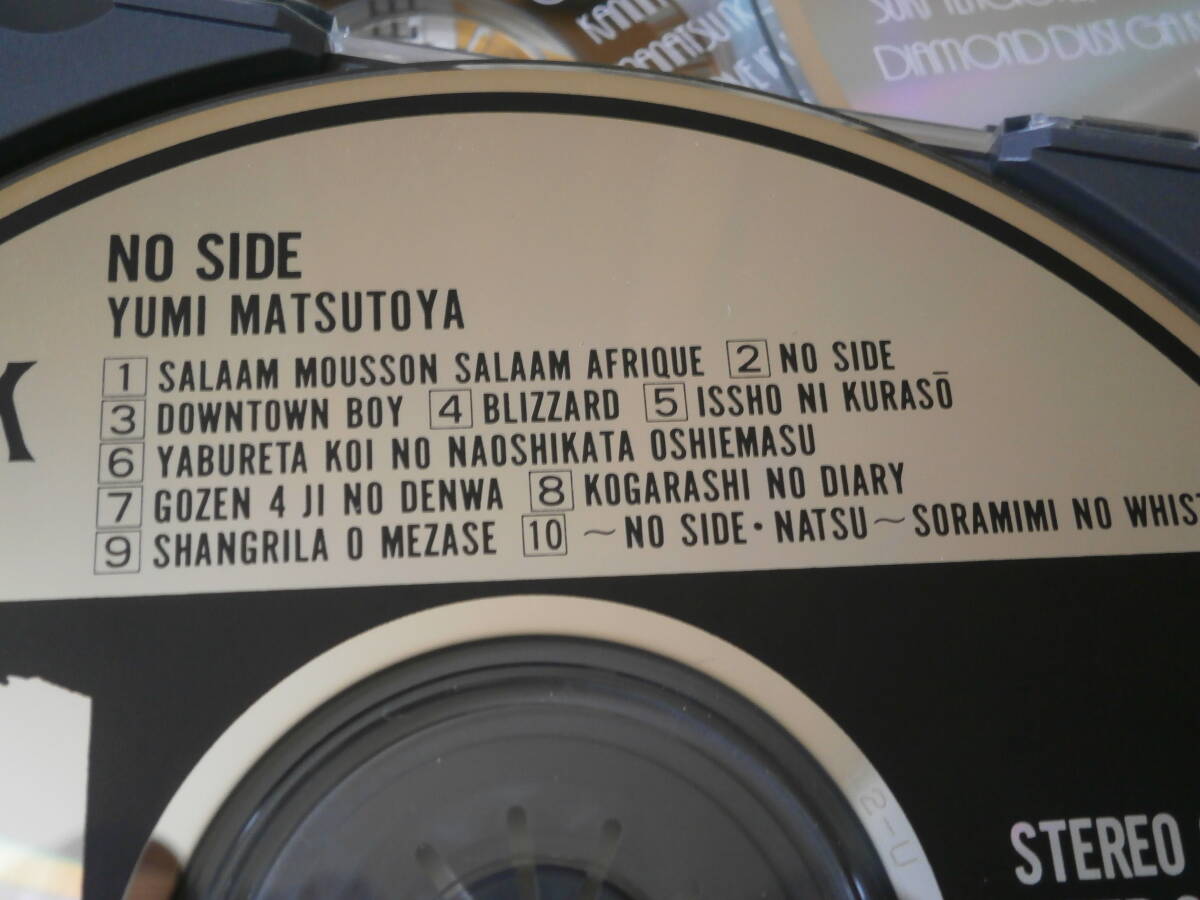 DIAMOND DUST
NO SIDE
YUMI MATSUTOYA
1 SALAAM MOUSSON SALAAM AFRIQUE 2 NO SIDE
3 DOWNTOWN BOY 4 BLIZZARD 5 ISSHO NI KURASŌ
6 YABURETA KOI NO NAOSHIKATA OSHIEMASU
7 GOZEN 4 JI NO DENWA 8 KOGARASHI NO DIARY
9 SHANGRILA O MEZASE 10 ～NO SIDE・NATSU～SORAMIMI NO WHIST
STEREO